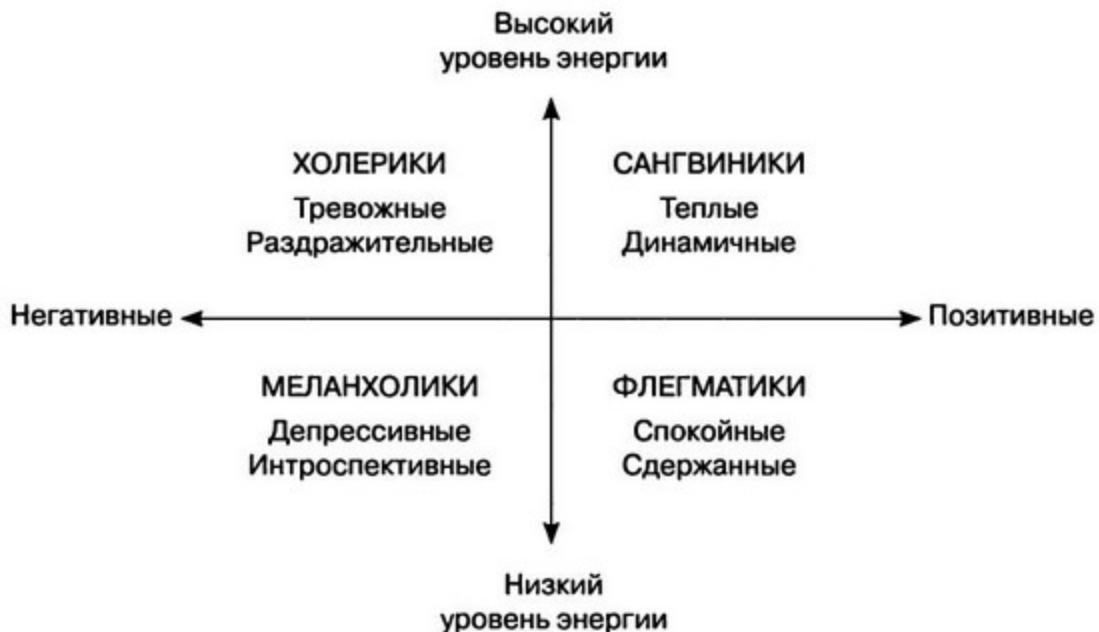 Высокий
уровень энергии
ХОЛЕРИКИ
Тревожные
Раздражительные
САНГВИНИКИ
Теплые
Динамичные
Негативные
Позитивные
МЕЛАНХОЛИКИ
Депрессивные
Интроспективные
ФЛЕГМАТИКИ
Спокойные
Сдержанные
Низкий
уровень энергии